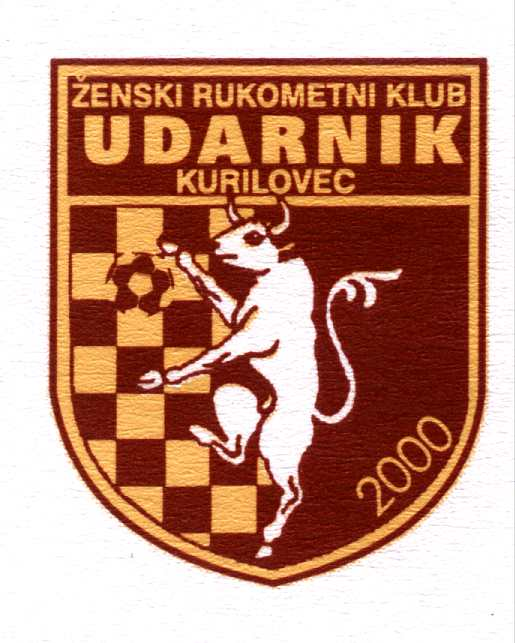 ŽENSKI RUKOMETNI KLUB
UDARNIK
KURILOVEC
2000